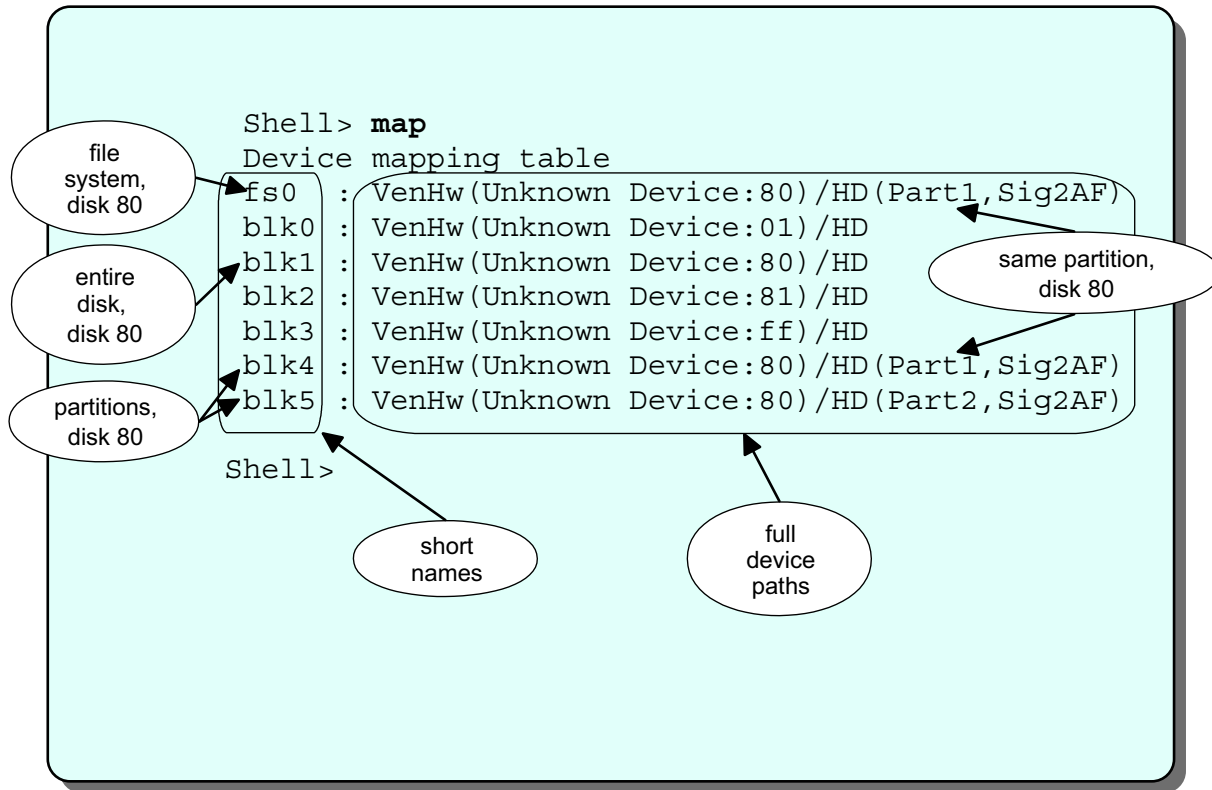 Shell> map
Device mapping table
fs0 : VenHw(Unknown Device:80)/HD(Part1,Sig2AF)
blk0 : VenHw(Unknown Device:01)/HD
blk1 : VenHw(Unknown Device:80)/HD
blk2 : VenHw(Unknown Device:81)/HD
blk3 : VenHw(Unknown Device:ff)/HD
blk4 : VenHw(Unknown Device:80)/HD(Part1,Sig2AF)
blk5 : VenHw(Unknown Device:80)/HD(Part2,Sig2AF)
Shell>
file
system,
disk 80
entire
disk,
disk 80
partitions,
disk 80
same partition,
disk 80
short
names
full
device
paths